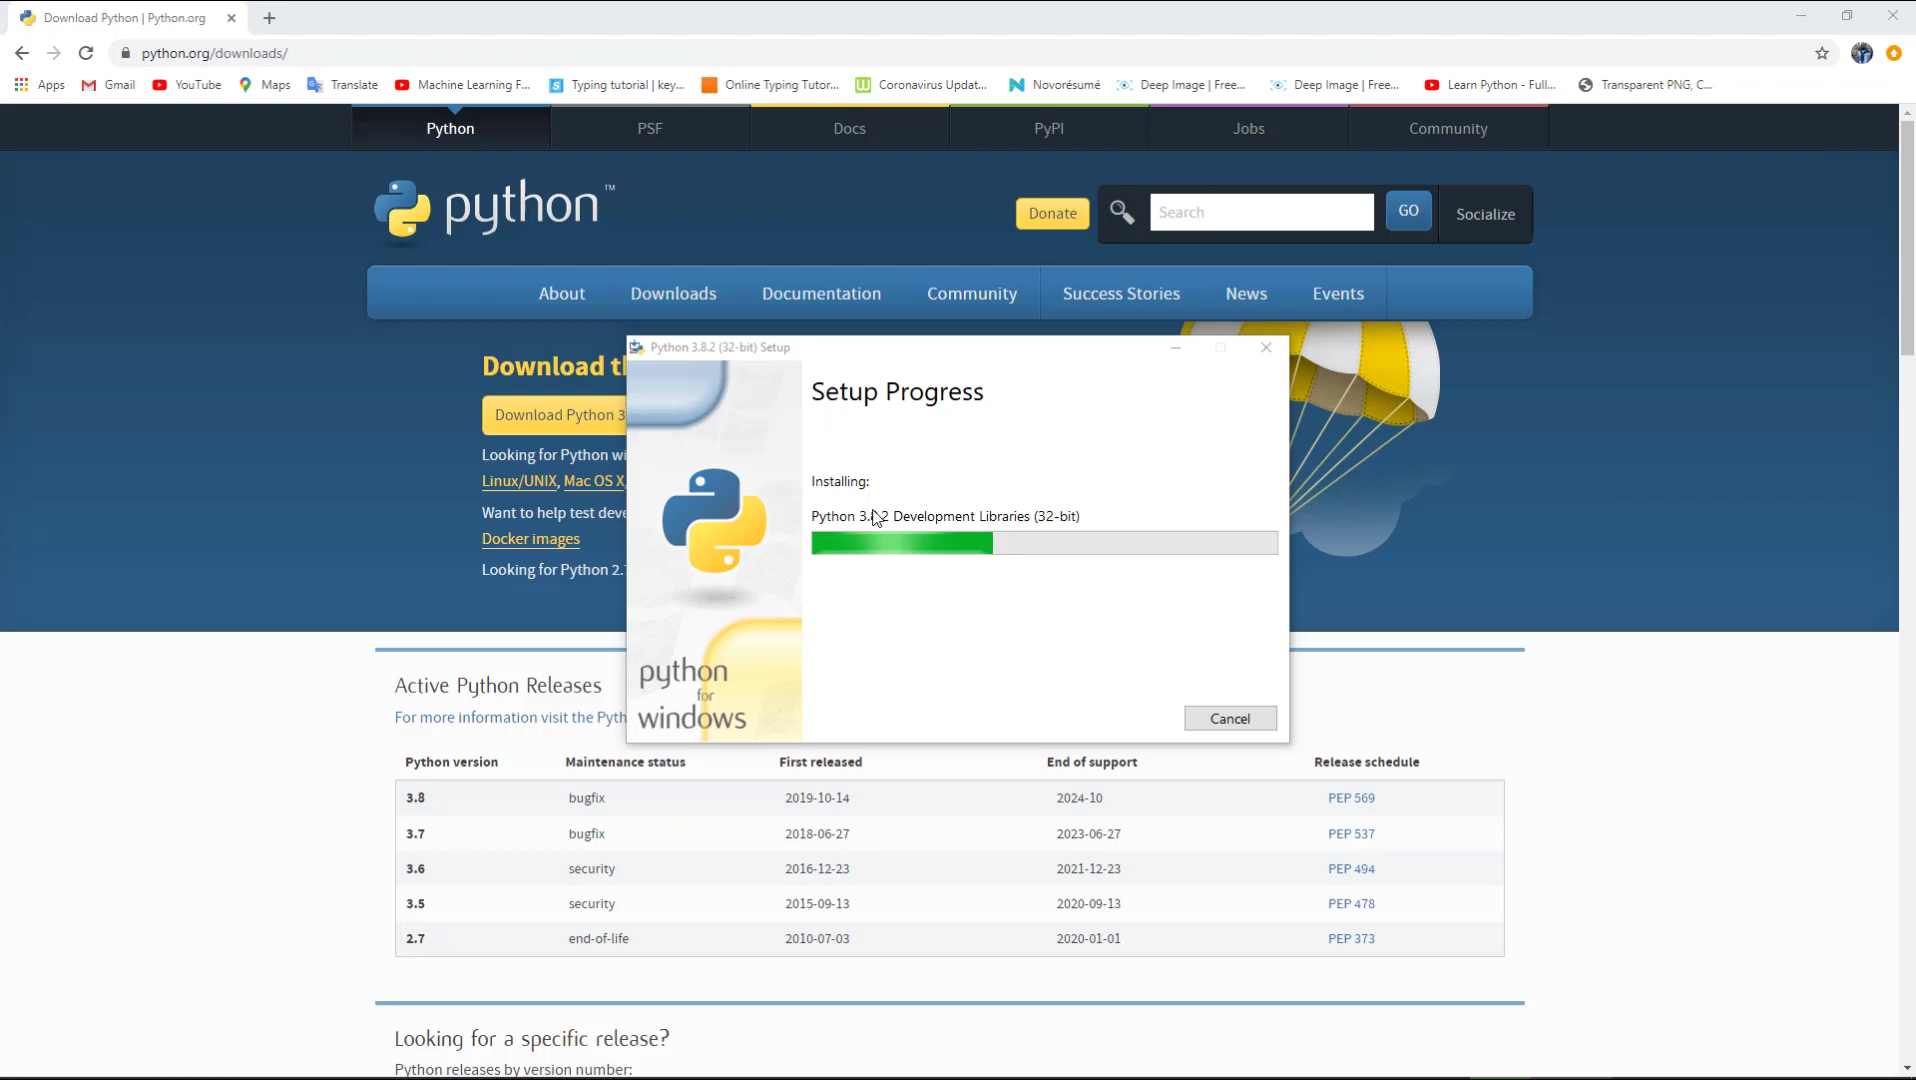 Download Python | Python.org
python.org/downloads/
Apps Gmail YouTube Maps Translate Machine Learning F... Typing tutorial | key... Online Typing Tutor... Coronavirus Updat... Novorésumé Deep Image | Free... Deep Image | Free... Learn Python - Full... Transparent PNG, C...
Python PSF Docs PyPI Jobs Community
python™
Donate Search GO Socialize
About Downloads Documentation Community Success Stories News Events
Python 3.8.2 (32-bit) Setup
Download th
Setup Progress
Download Python 3
Looking for Python wi
Installing:
Linux/UNIX, Mac OS X,
Want to help test deve
Python 3.8.2 Development Libraries (32-bit)
Docker images
Looking for Python 2.7
python
for
windows
Cancel
Active Python Releases
For more information visit the Pyth
Python version Maintenance status First released End of support Release schedule
3.8 bugfix 2019-10-14 2024-10 PEP 569
3.7 bugfix 2018-06-27 2023-06-27 PEP 537
3.6 security 2016-12-23 2021-12-23 PEP 494
3.5 security 2015-09-13 2020-09-13 PEP 478
2.7 end-of-life 2010-07-03 2020-01-01 PEP 373
Looking for a specific release?
Python releases by version number: